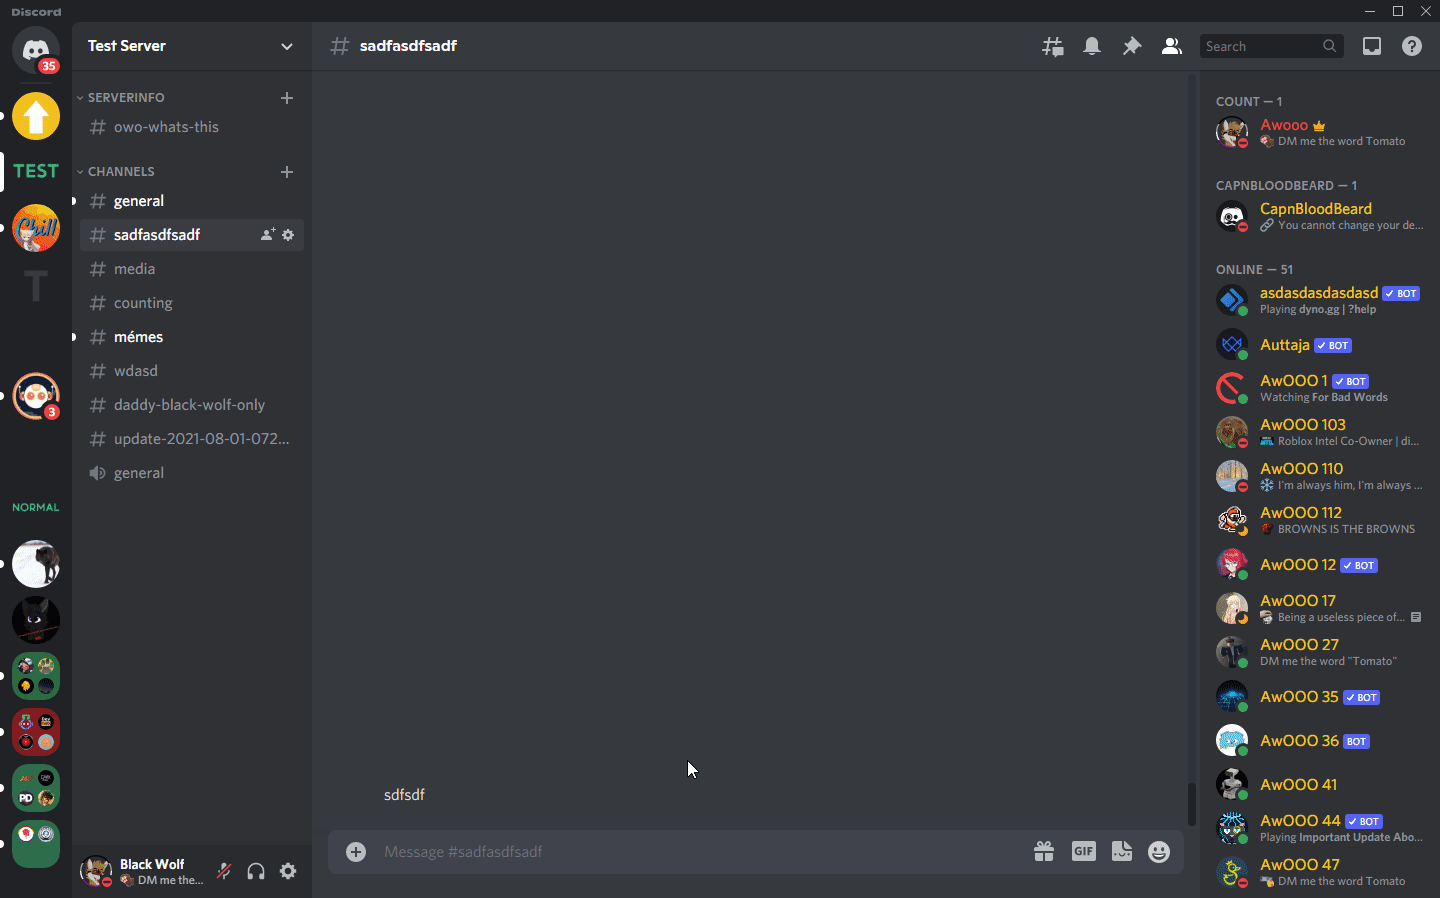 Discord
35
Test Server
sadfasdfsadf
Search
SERVERINFO
owo-whats-this
CHANNELS
general
sadfasdfsadf
media
counting
mémes
wdasd
daddy-black-wolf-only
update-2021-08-01-072...
general
TEST
Chill
T
3
NORMAL
PD
sdfsdf
Message #sadfasdfsadf
GIF
Black Wolf
DM me the...
COUNT — 1
Awooo
DM me the word Tomato
CAPNBLOODBEARD — 1
CapnBloodBeard
You cannot change your de...
ONLINE — 51
asdasdasdasdasd BOT
Playing dyno.gg | ?help
Auttaja BOT
AwOOO 1 BOT
Watching For Bad Words
AwOOO 103
Roblox Intel Co-Owner | di...
AwOOO 110
I'm always him, I'm always ...
AwOOO 112
BROWNS IS THE BROWNS
AwOOO 12 BOT
AwOOO 17
Being a useless piece of...
AwOOO 27
DM me the word "Tomato"
AwOOO 35 BOT
AwOOO 36 BOT
AwOOO 41
AwOOO 44 BOT
Playing Important Update Abo...
AwOOO 47
DM me the word Tomato